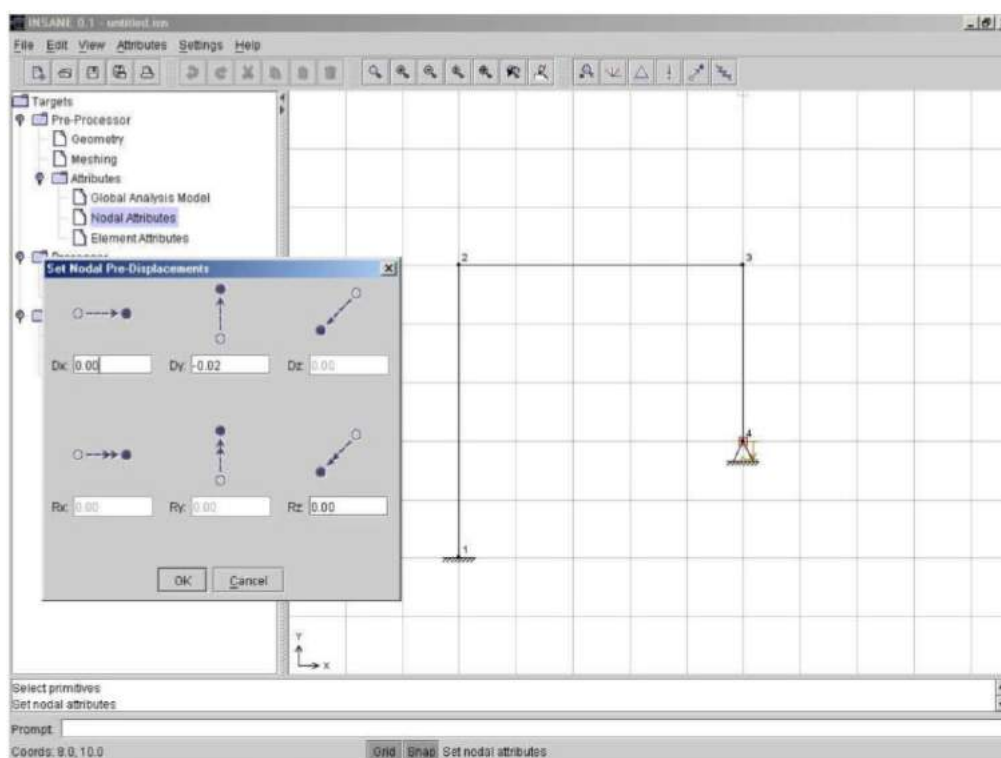 INSANE 0.1 - untitled.isn
File Edit View Attributes Settings Help
Targets
Pre-Processor
Geometry
Meshing
Attributes
Global Analysis Model
Nodal Attributes
Element Attributes
Set Nodal Pre-Displacements
Dx: 0.00 Dy: -0.02 Dz: 0.00
Rx: 0.00 Ry: 0.00 Rz: 0.00
OK Cancel
2 3
4
1
Y
X
Select primitives
Set nodal attributes
Prompt:
Coords: 8.0, 10.0 Grid Snap Set nodal attributes